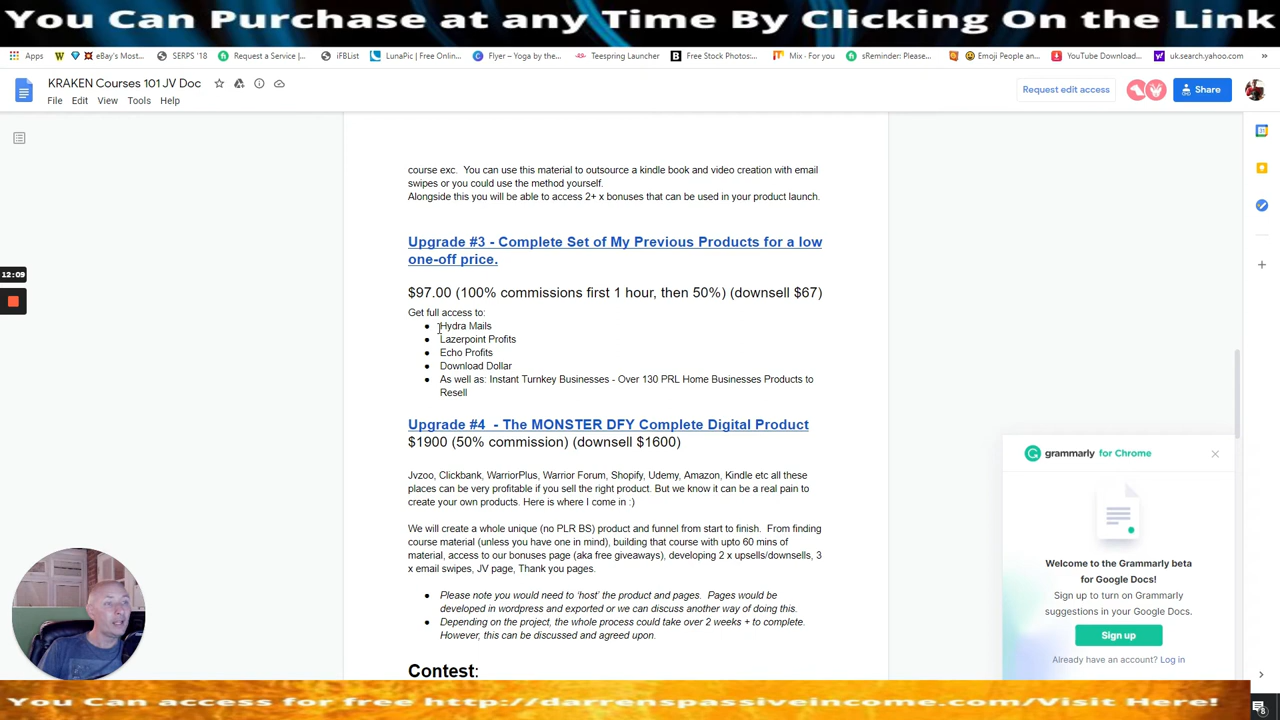 You Can Purchase at any Time By Clicking On the Link
Apps
eBay's Most...
SERPS '18
Request a Service |...
iFBList
LunaPic | Free Onlin...
Flyer – Yoga by the...
Teespring Launcher
Free Stock Photos:...
Mix · For you
sReminder: Please...
Emoji People an...
YouTube Download...
uk.search.yahoo.com
KRAKEN Courses 101 JV Doc
File Edit View Tools Help
Request edit access
Share
course exc. You can use this material to outsource a kindle book and video creation with email
swipes or you could use the method yourself.
Alongside this you will be able to access 2+ x bonuses that can be used in your product launch.
Upgrade #3 - Complete Set of My Previous Products for a low
one-off price.
12:09
$97.00 (100% commissions first 1 hour, then 50%) (downsell $67)
Get full access to:
● Hydra Mails
● Lazerpoint Profits
● Echo Profits
● Download Dollar
● As well as: Instant Turnkey Businesses - Over 130 PRL Home Businesses Products to
Resell
Upgrade #4 - The MONSTER DFY Complete Digital Product
$1900 (50% commission) (downsell $1600)
Jvzoo, Clickbank, WarriorPlus, Warrior Forum, Shopify, Udemy, Amazon, Kindle etc all these
places can be very profitable if you sell the right product. But we know it can be a real pain to
create your own products. Here is where I come in :)
We will create a whole unique (no PLR BS) product and funnel from start to finish. From finding
course material (unless you have one in mind), building that course with upto 60 mins of
material, access to our bonuses page (aka free giveaways), developing 2 x upsells/downsells, 3
x email swipes, JV page, Thank you pages.
● Please note you would need to 'host' the product and pages. Pages would be
developed in wordpress and exported or we can discuss another way of doing this.
● Depending on the project, the whole process could take over 2 weeks + to complete.
However, this can be discussed and agreed upon.
Contest:
grammarly for Chrome
Welcome to the Grammarly beta
for Google Docs!
Sign up to turn on Grammarly
suggestions in your Google Docs.
Sign up
Already have an account? Log in
You Can access for free http://darrenspassiveincome.com/Visit Here!